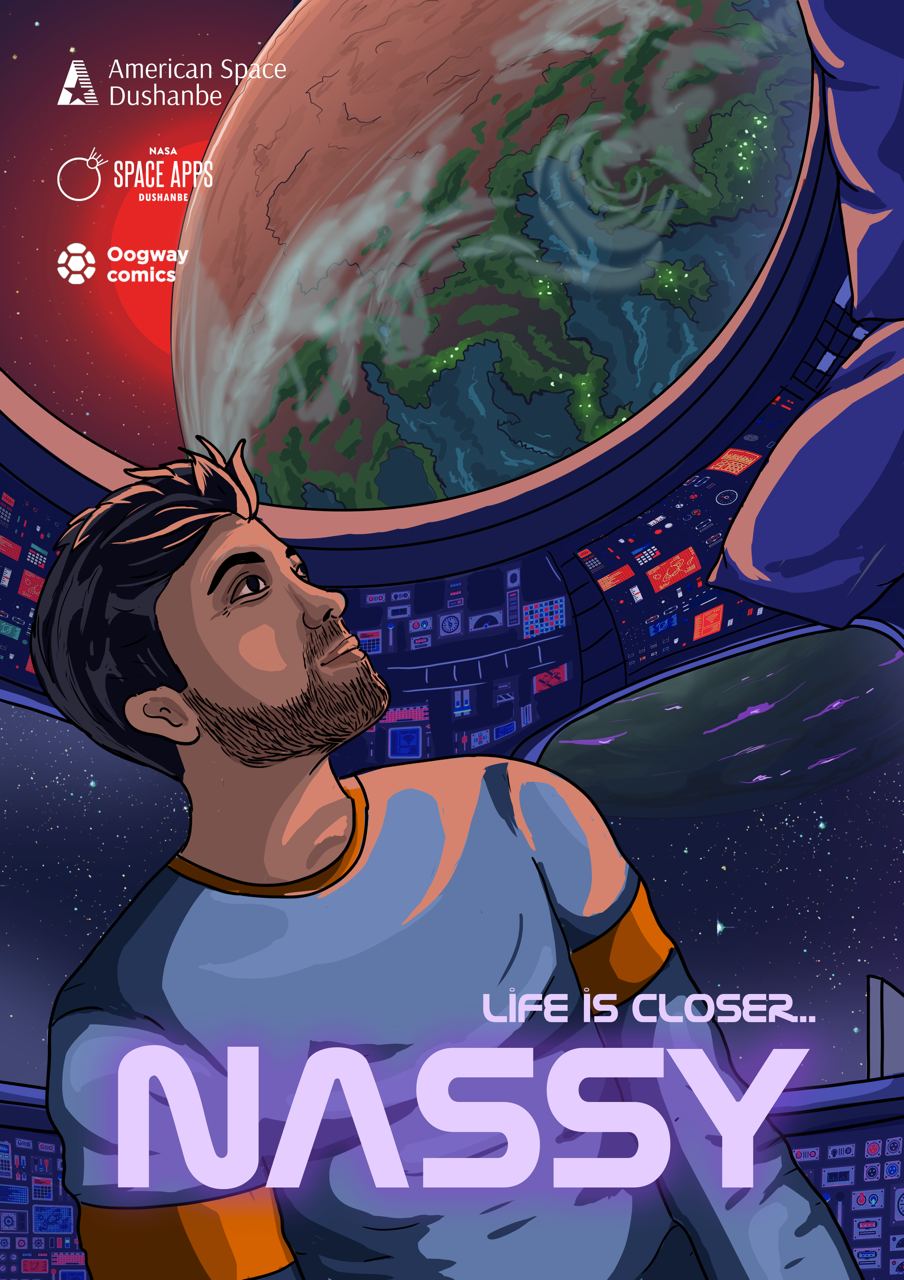 American Space
Dushanbe
NASA
SPACE APPS
DUSHANBE
Oogway
comics
LIFE IS CLOSER..
NASSY